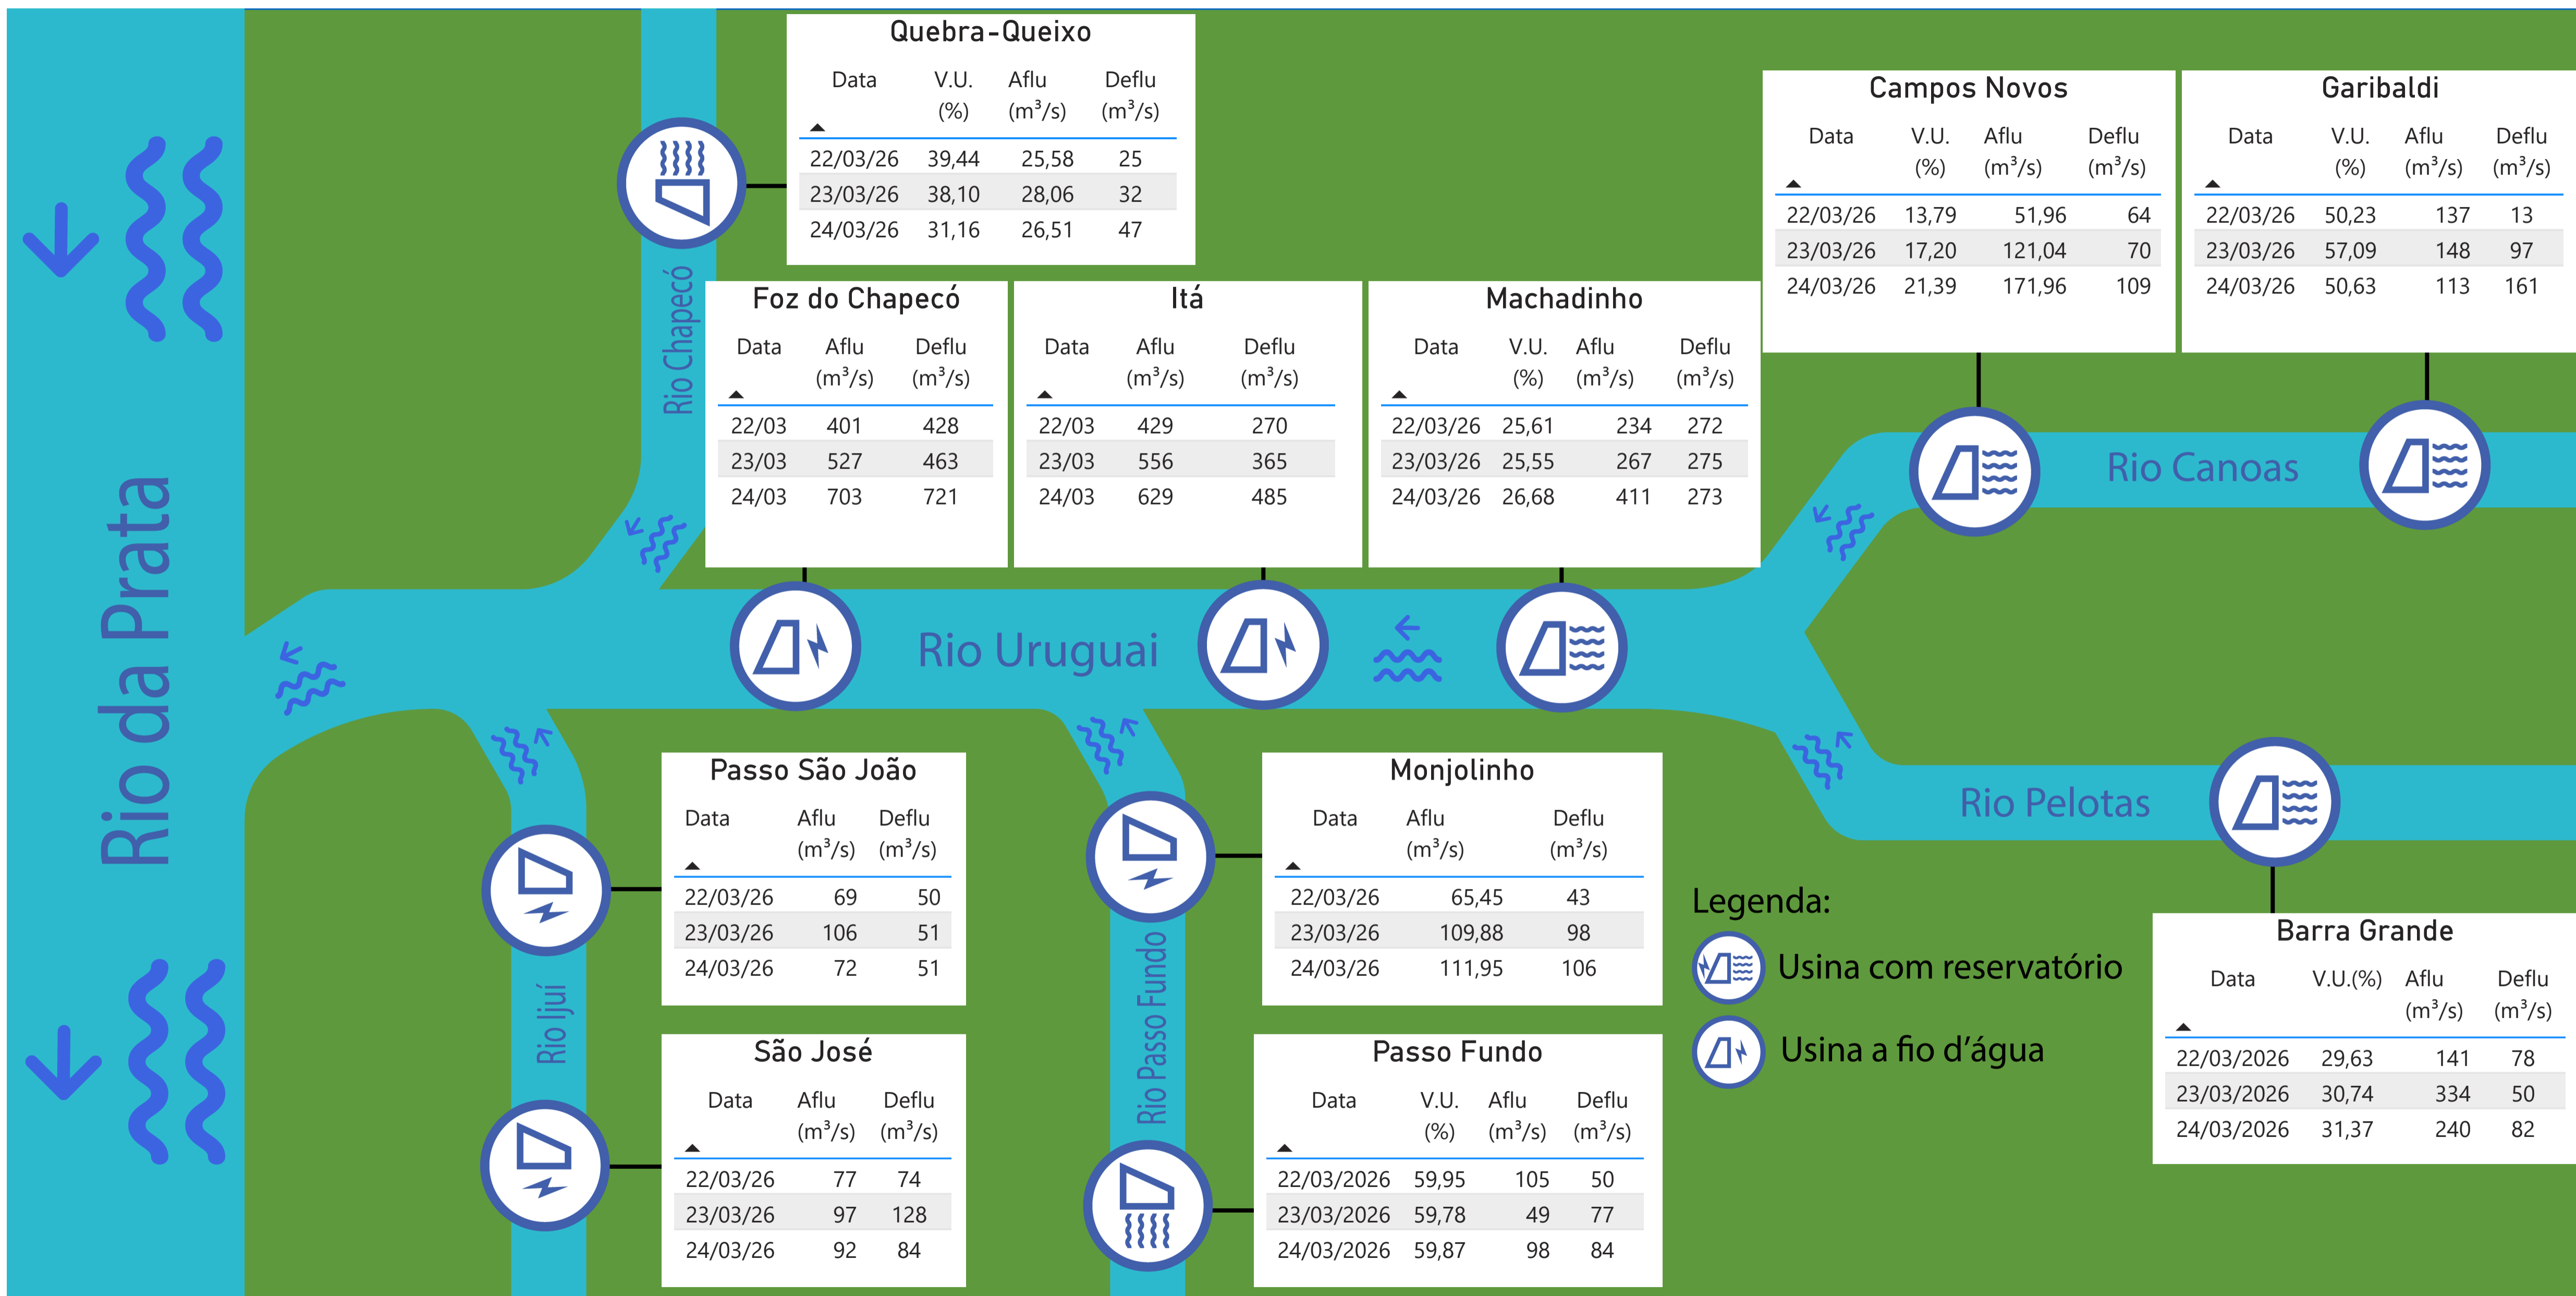 Quebra-Queixo
Data V.U. (%) Aflu (m³/s) Deflu (m³/s)
22/03/26 39,44 25,58 25
23/03/26 38,10 28,06 32
24/03/26 31,16 26,51 47
Campos Novos
Data V.U. (%) Aflu (m³/s) Deflu (m³/s)
22/03/26 13,79 51,96 64
23/03/26 17,20 121,04 70
24/03/26 21,39 171,96 109
Garibaldi
Data V.U. (%) Aflu (m³/s) Deflu (m³/s)
22/03/26 50,23 137 13
23/03/26 57,09 148 97
24/03/26 50,63 113 161
Rio Chapecó
Foz do Chapecó
Data Aflu (m³/s) Deflu (m³/s)
22/03 401 428
23/03 527 463
24/03 703 721
Itá
Data Aflu (m³/s) Deflu (m³/s)
22/03 429 270
23/03 556 365
24/03 629 485
Machadinho
Data V.U. (%) Aflu (m³/s) Deflu (m³/s)
22/03/26 25,61 234 272
23/03/26 25,55 267 275
24/03/26 26,68 411 273
Rio Canoas
Rio da Prata
Rio Uruguai
Rio Pelotas
Passo São João
Data Aflu (m³/s) Deflu (m³/s)
22/03/26 69 50
23/03/26 106 51
24/03/26 72 51
Monjolinho
Data Aflu (m³/s) Deflu (m³/s)
22/03/26 65,45 43
23/03/26 109,88 98
24/03/26 111,95 106
Legenda:
Usina com reservatório
Usina a fio d'água
Barra Grande
Data V.U.(%) Aflu (m³/s) Deflu (m³/s)
22/03/2026 29,63 141 78
23/03/2026 30,74 334 50
24/03/2026 31,37 240 82
Rio Ijuí
Rio Passo Fundo
São José
Data Aflu (m³/s) Deflu (m³/s)
22/03/26 77 74
23/03/26 97 128
24/03/26 92 84
Passo Fundo
Data V.U. (%) Aflu (m³/s) Deflu (m³/s)
22/03/2026 59,95 105 50
23/03/2026 59,78 49 77
24/03/2026 59,87 98 84